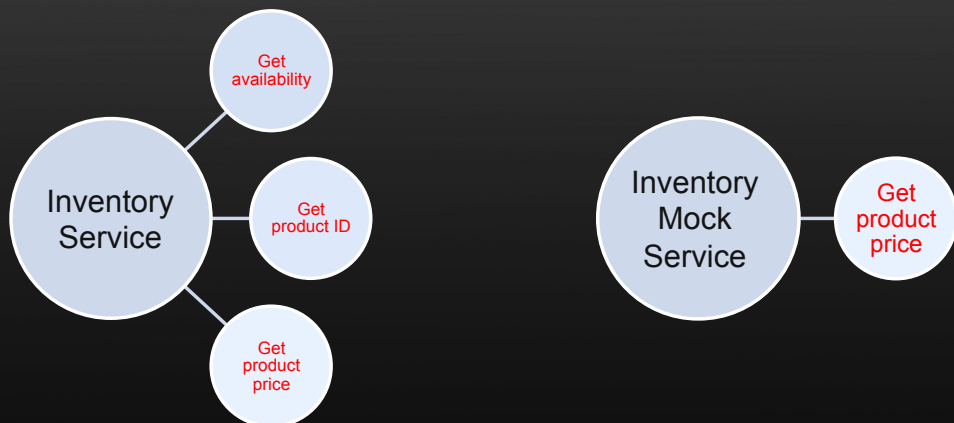 Get
availability
Inventory
Service
Get
product ID
Get
product
price
Inventory
Mock
Service
Get
product
price